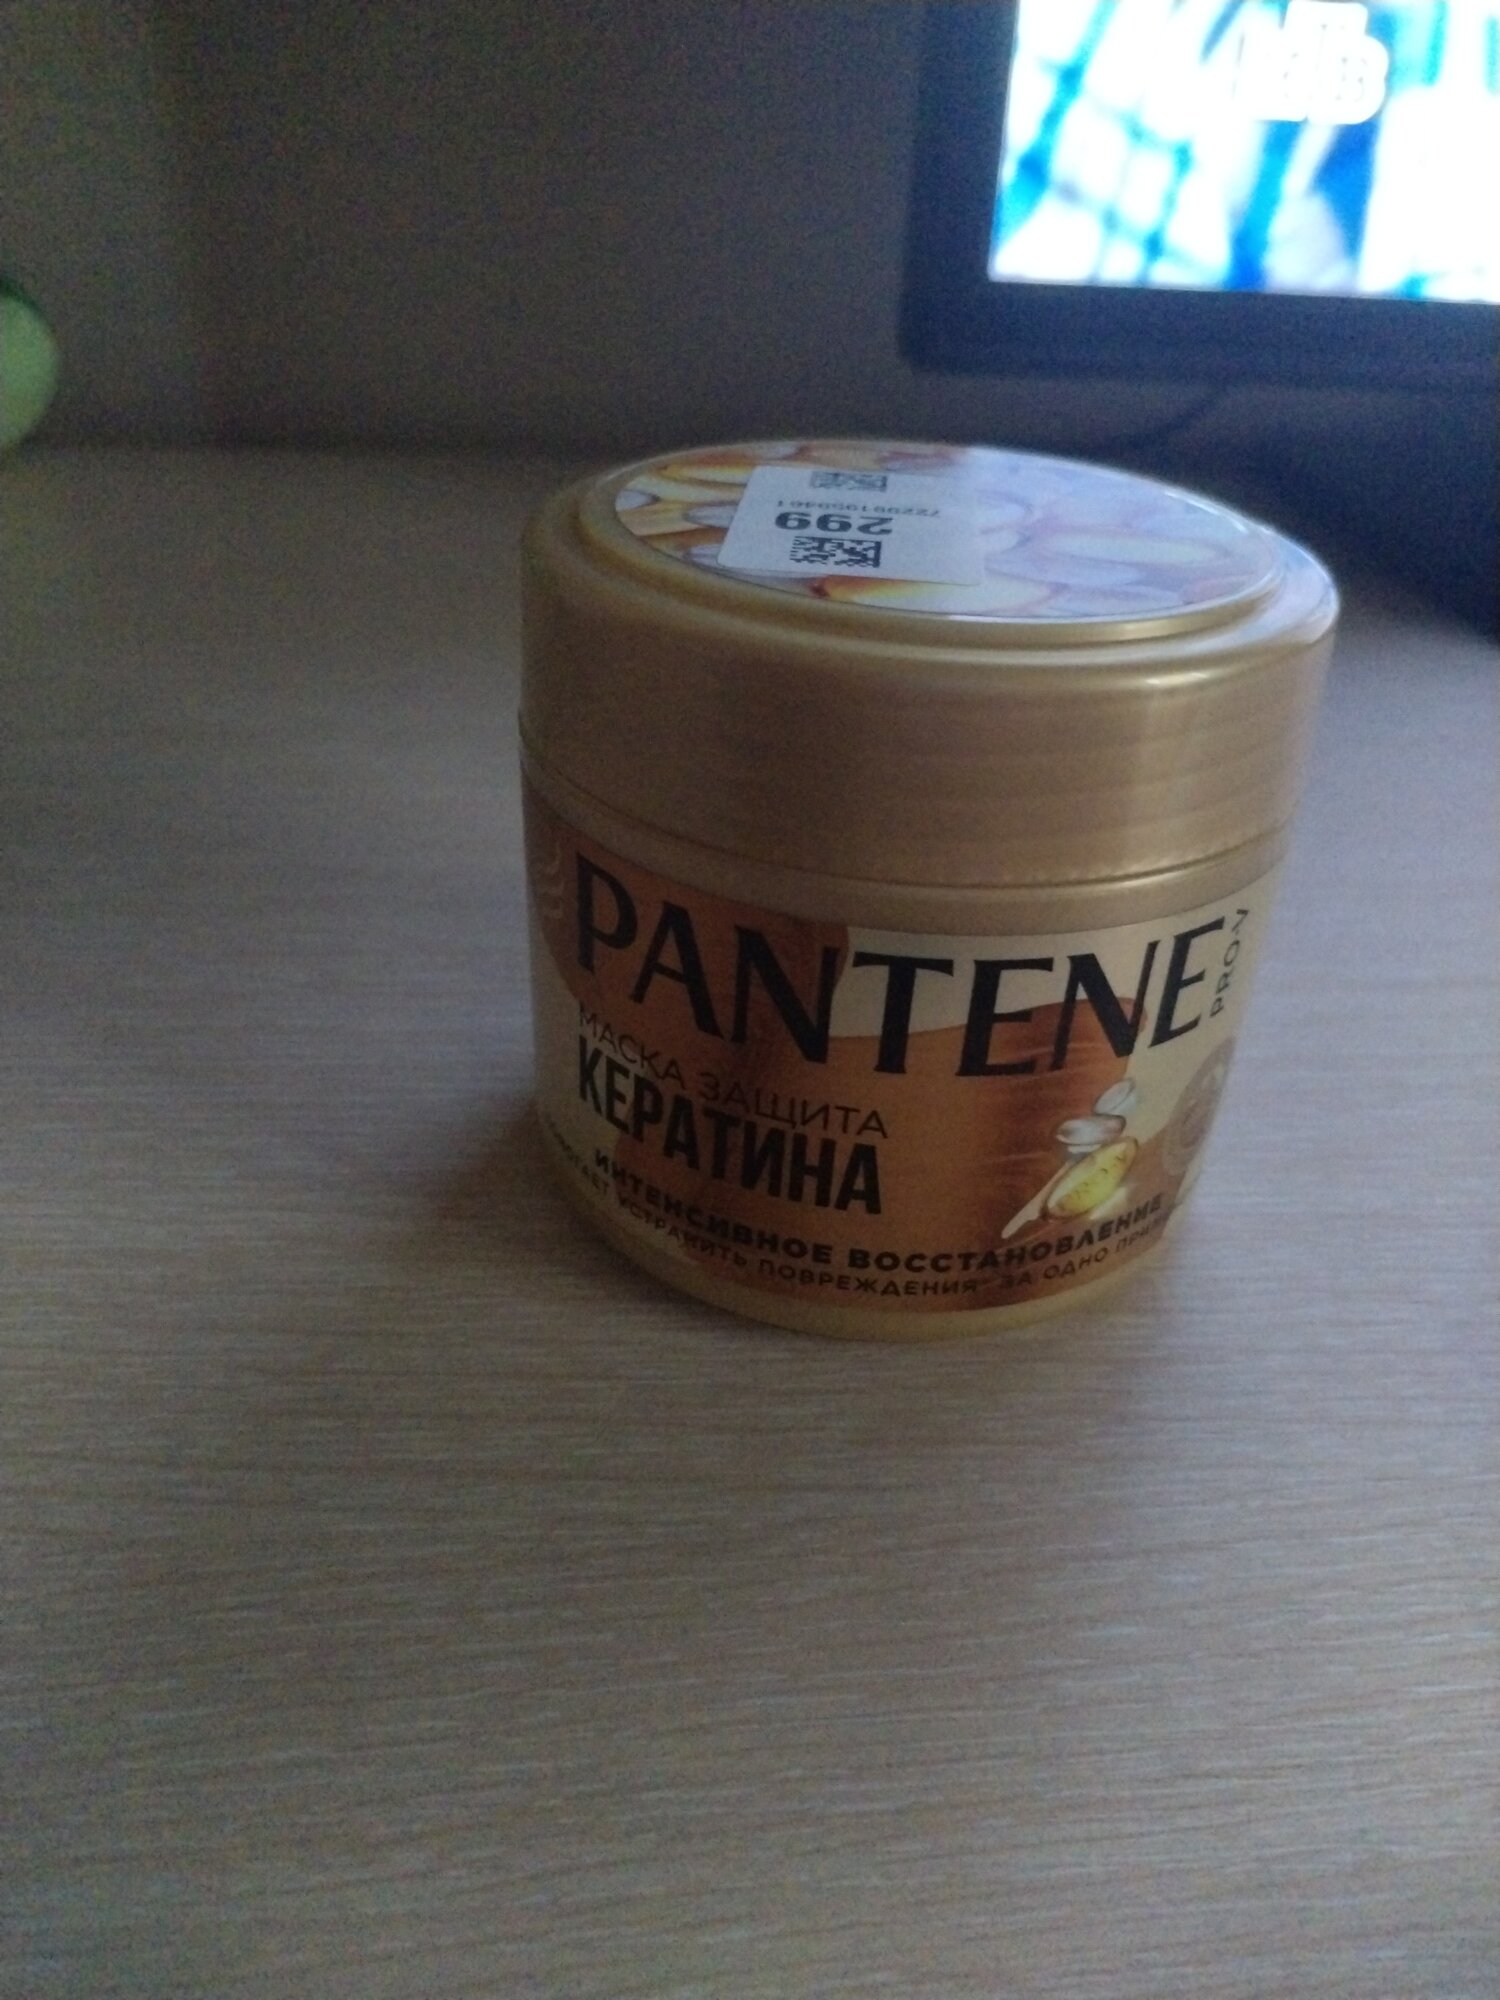 299
PANTENE
PRO-V
МАСКА ЗАЩИТА
КЕРАТИНА
ИНТЕНСИВНОЕ ВОССТАНОВЛЕНИЕ
УСТРАНИТЬ ПОВРЕЖДЕНИЯ ЗА ОДНО